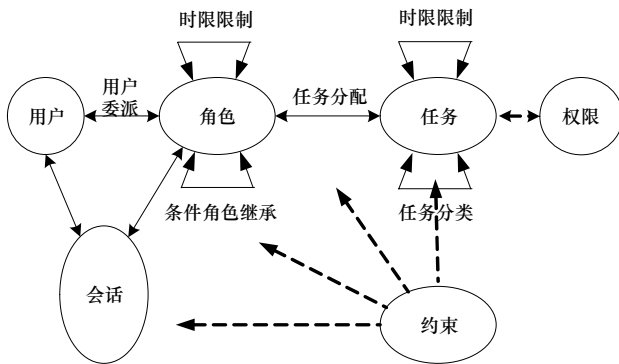 时限限制
时限限制
用户
用户
委派
角色
任务分配
任务
权限
条件角色继承
任务分类
会话
约束